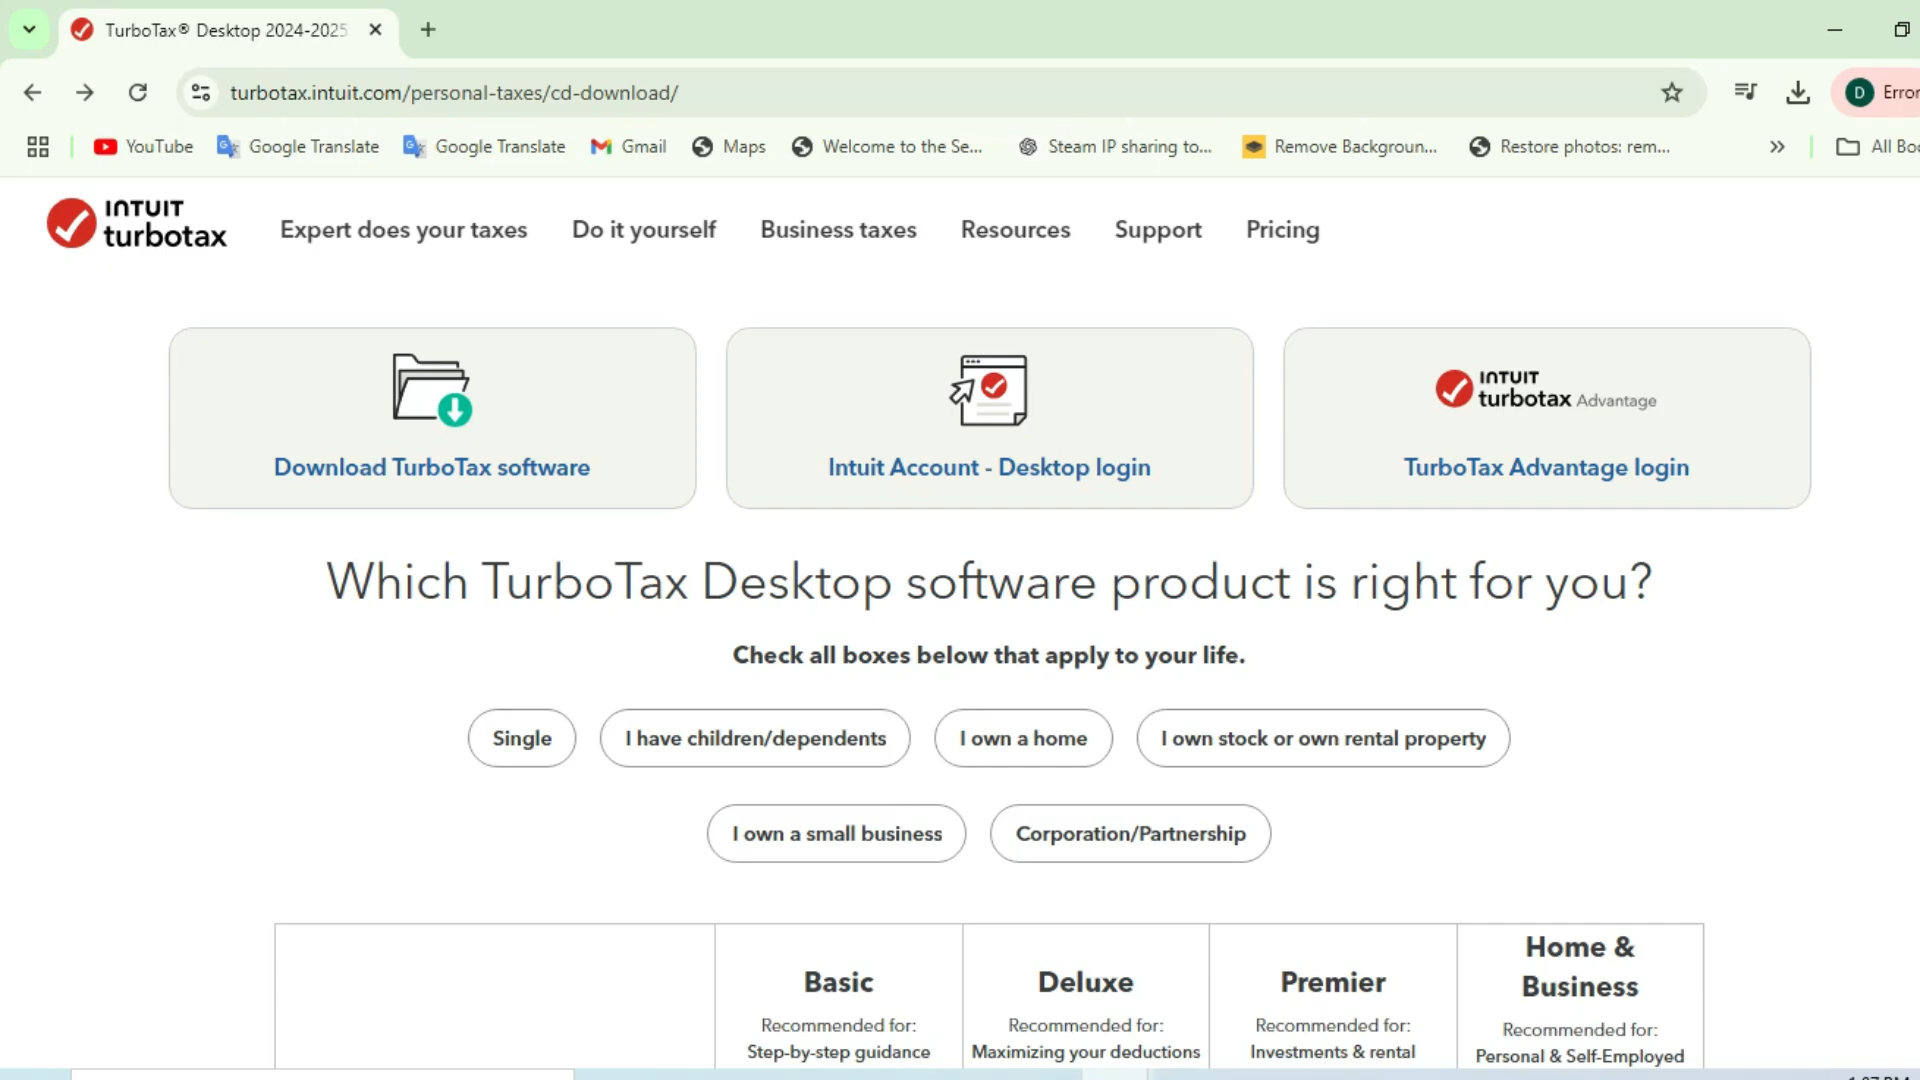 TurboTax® Desktop 2024-2025
turbotax.intuit.com/personal-taxes/cd-download/
D Error
YouTube Google Translate Google Translate Gmail Maps Welcome to the Se... Steam IP sharing to... Remove Backgroun... Restore photos: rem... All Boo
INTUIT
turbotax
Expert does your taxes Do it yourself Business taxes Resources Support Pricing
INTUIT
turbotax Advantage
Download TurboTax software Intuit Account - Desktop login TurboTax Advantage login
Which TurboTax Desktop software product is right for you?
Check all boxes below that apply to your life.
Single I have children/dependents I own a home I own stock or own rental property
I own a small business Corporation/Partnership
Basic Deluxe Premier Home &
Business
Recommended for: Recommended for: Recommended for: Recommended for:
Step-by-step guidance Maximizing your deductions Investments & rental Personal & Self-Employed